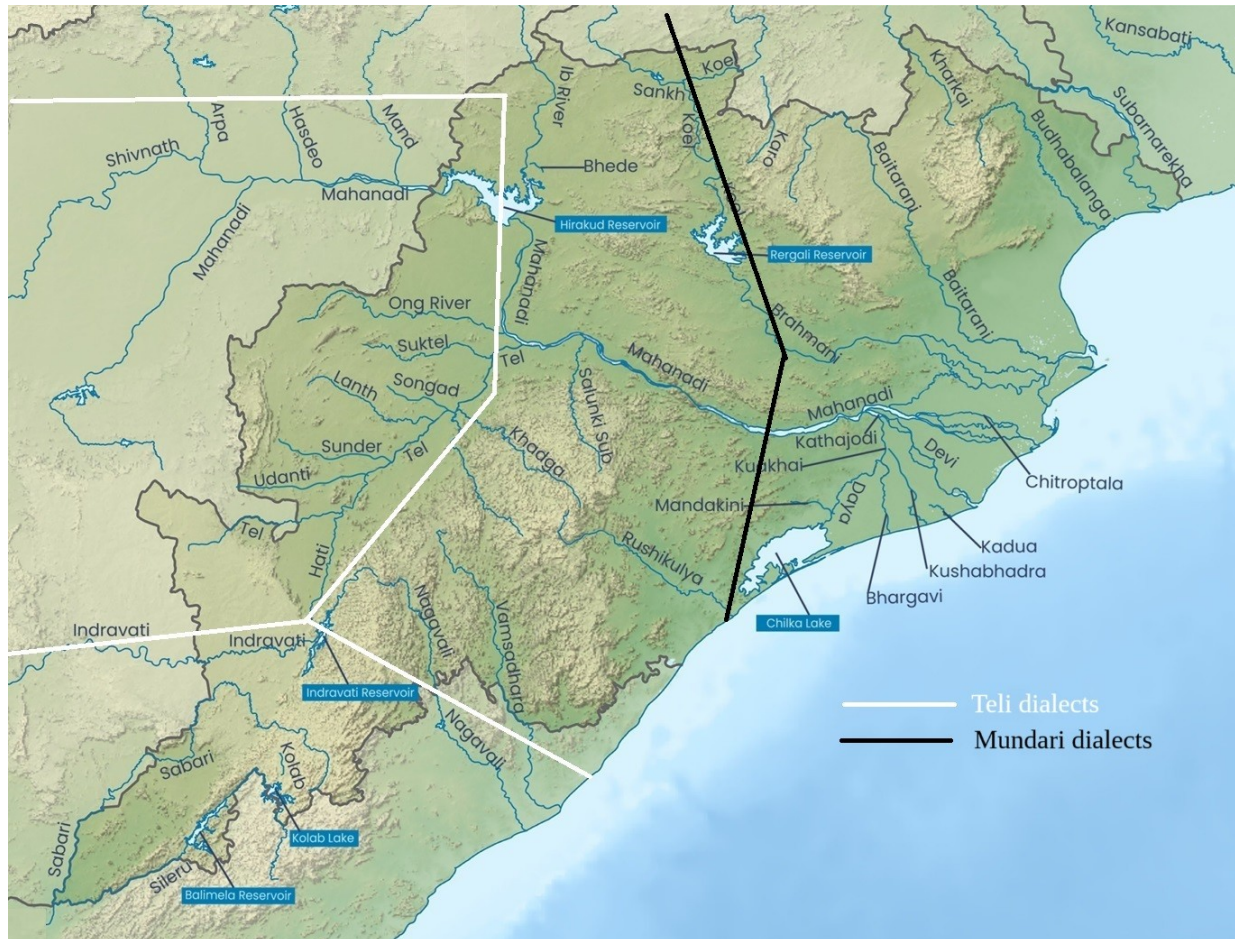 Kansabati
Koel
Ib River
Kharkai
Sankh
Arpa
Hasdeo
Mand
Koel
Subarnarekha
Budhabalanga
Karo
Shivnath
Baitarani
Bhede
Mahanadi
Koel
Mahanadi
Hirakud Reservoir
Rergali Reservoir
Mahanadi
Ong River
Baitarani
Brahmani
Suktel
Tel
Mahanadi
Lanth
Songad
Salunki Sub
Mahanadi
Kathajodi
Khadga
Sunder
Tel
Devi
Kuakhai
Udanti
Chitroptala
Mandakini
Daya
Tel
Rushikulya
Kadua
Hati
Kushabhadra
Bhargavi
Nagavali
Vamsadhara
Chilka Lake
Indravati
Indravati
Indravati Reservoir
Teli dialects
Nagavali
Mundari dialects
Sabari
Kolab
Kolab Lake
Sabari
Sileru
Balimela Reservoir